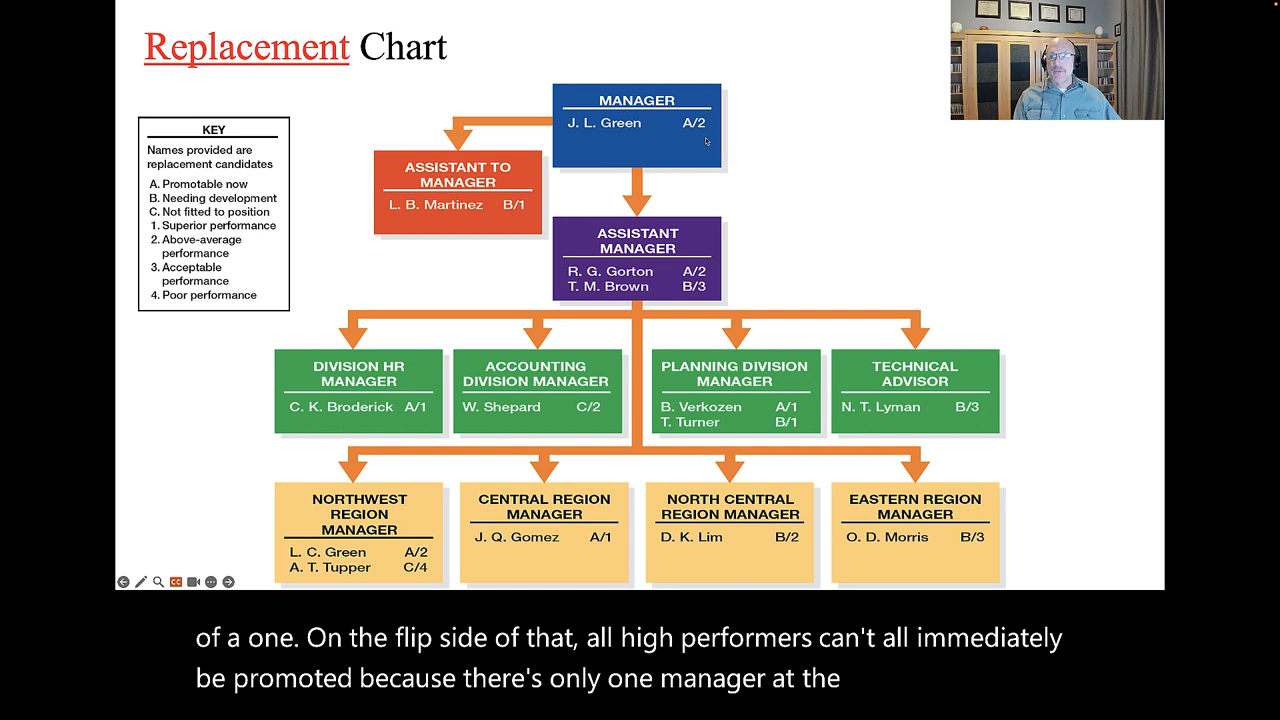 Replacement Chart
KEY
Names provided are
replacement candidates
A. Promotable now
B. Needing development
C. Not fitted to position
1. Superior performance
2. Above-average
performance
3. Acceptable
performance
4. Poor performance
MANAGER
J. L. Green A/2
ASSISTANT TO
MANAGER
L. B. Martinez B/1
ASSISTANT
MANAGER
R. G. Gorton A/2
T. M. Brown B/3
DIVISION HR
MANAGER
C. K. Broderick A/1
ACCOUNTING
DIVISION MANAGER
W. Shepard C/2
PLANNING DIVISION
MANAGER
B. Verkozen A/1
T. Turner B/1
TECHNICAL
ADVISOR
N. T. Lyman B/3
NORTHWEST
REGION
MANAGER
L. C. Green A/2
A. T. Tupper C/4
CENTRAL REGION
MANAGER
J. Q. Gomez A/1
NORTH CENTRAL
REGION MANAGER
D. K. Lim B/2
EASTERN REGION
MANAGER
O. D. Morris B/3
CC
of a one. On the flip side of that, all high performers can't all immediately
be promoted because there's only one manager at the